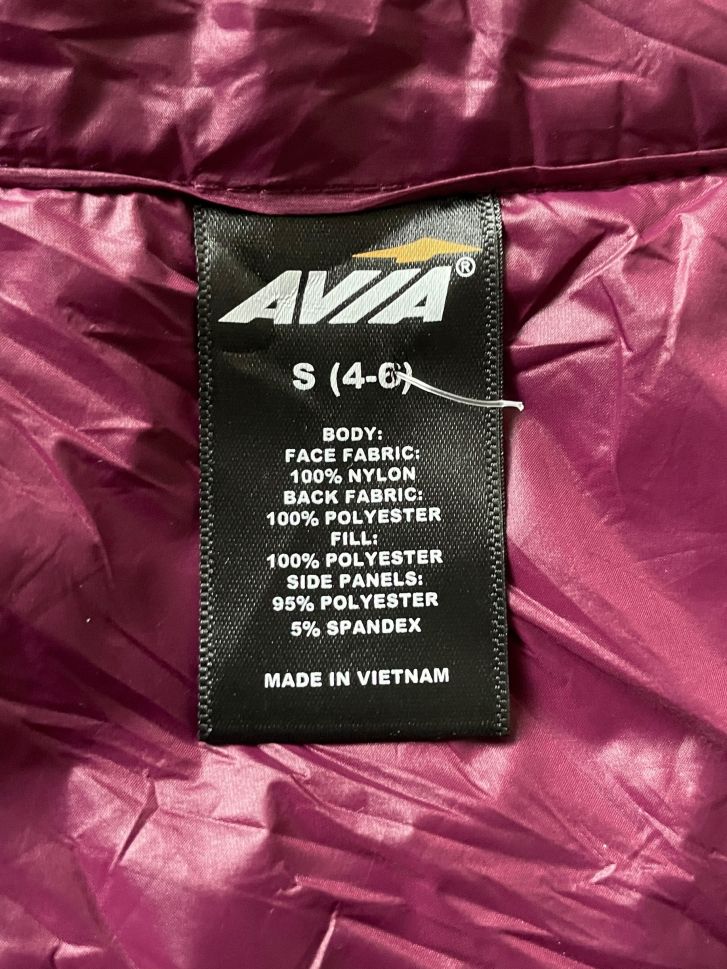 AVIA®
S (4-6)
BODY:
FACE FABRIC:
100% NYLON
BACK FABRIC:
100% POLYESTER
FILL:
100% POLYESTER
SIDE PANELS:
95% POLYESTER
5% SPANDEX
MADE IN VIETNAM